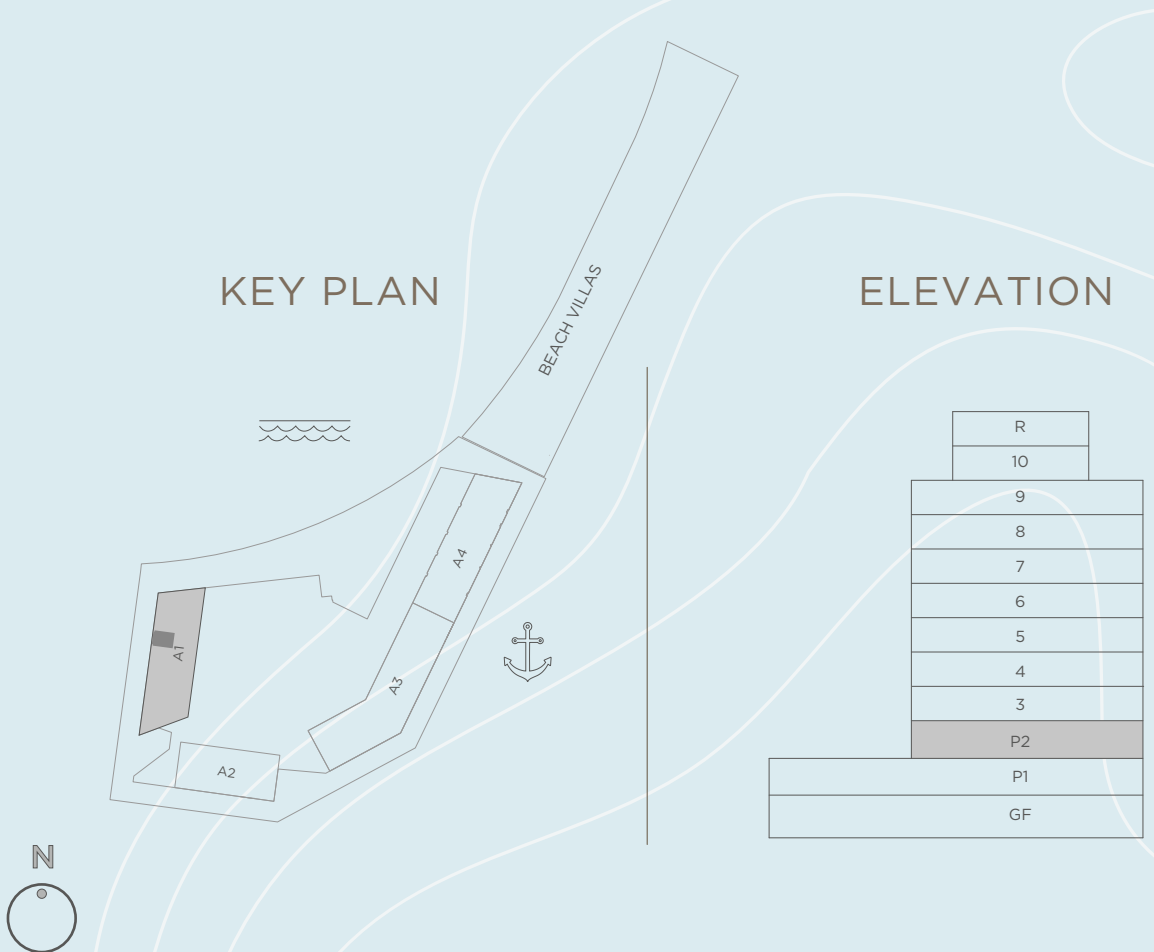 KEY PLAN
BEACH VILLAS
A4
A1
A3
A2
N
ELEVATION
R
10
9
8
7
6
5
4
3
P2
P1
GF